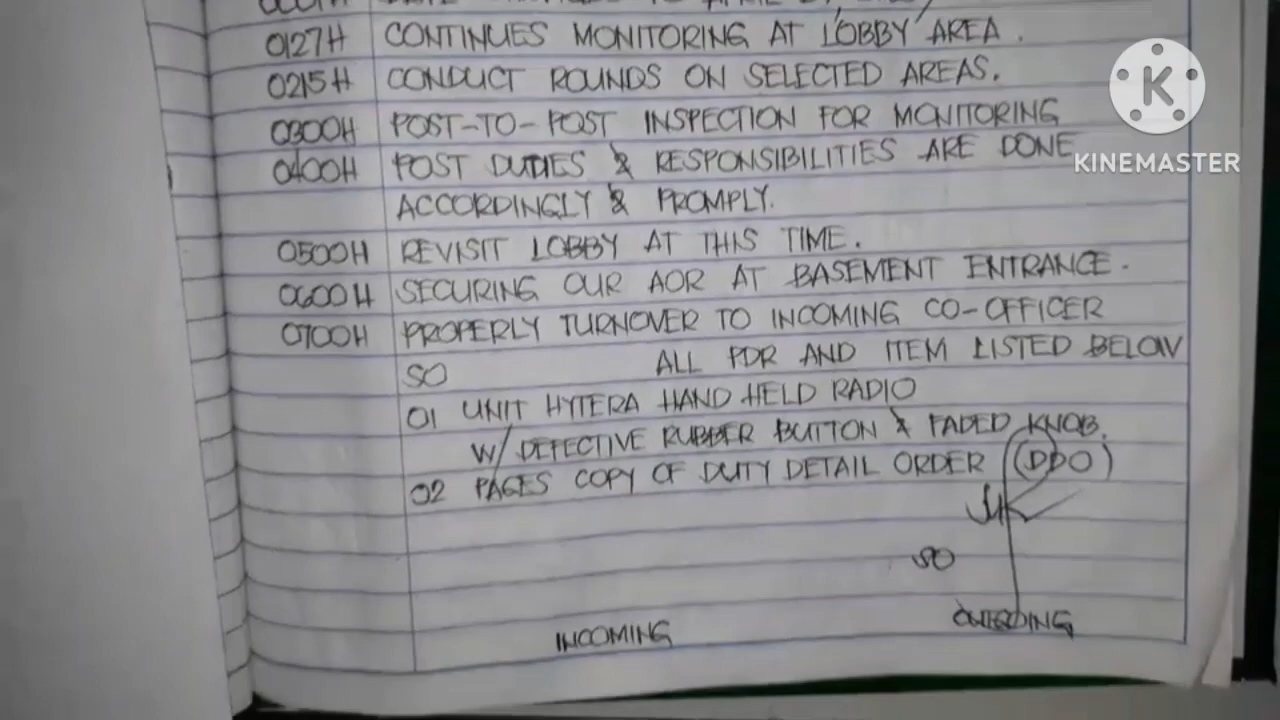 0127H CONTINUES MONITORING AT LOBBY AREA.
0215H CONDUCT ROUNDS ON SELECTED AREAS.
0300H POST-TO-POST INSPECTION FOR MONITORING
0400H POST DUTIES & RESPONSIBILITIES ARE DONE
ACCORDINGLY & PROMPLY.
0500H REVISIT LOBBY AT THIS TIME.
0600H SECURING OUR AOR AT BASEMENT ENTRANCE.
0700H PROPERLY TURNOVER TO INCOMING CO-OFFICER
SO ALL PDR AND ITEM LISTED BELOW
01 UNIT HYTERA HAND HELD RADIO
W/ DEFECTIVE RUBBER BUTTON & FADED KNOB.
02 PAGES COPY OF DUTY DETAIL ORDER (DDO)
SO
INCOMING OUTGOING
K
KINEMASTER